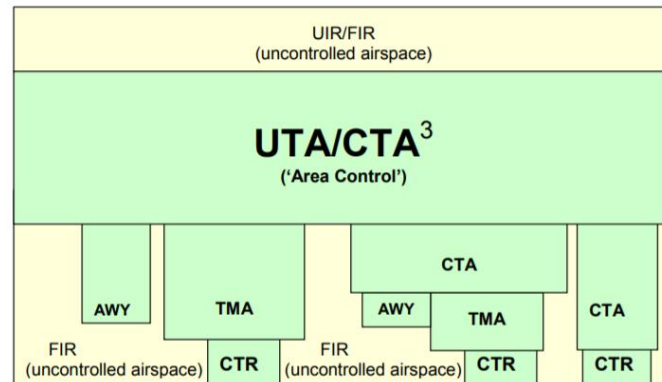 UIR/FIR
(uncontrolled airspace)
UTA/CTA3
('Area Control')
CTA
AWY
TMA
AWY
TMA
CTA
FIR
(uncontrolled airspace)
CTR
FIR
(uncontrolled airspace)
CTR
CTR